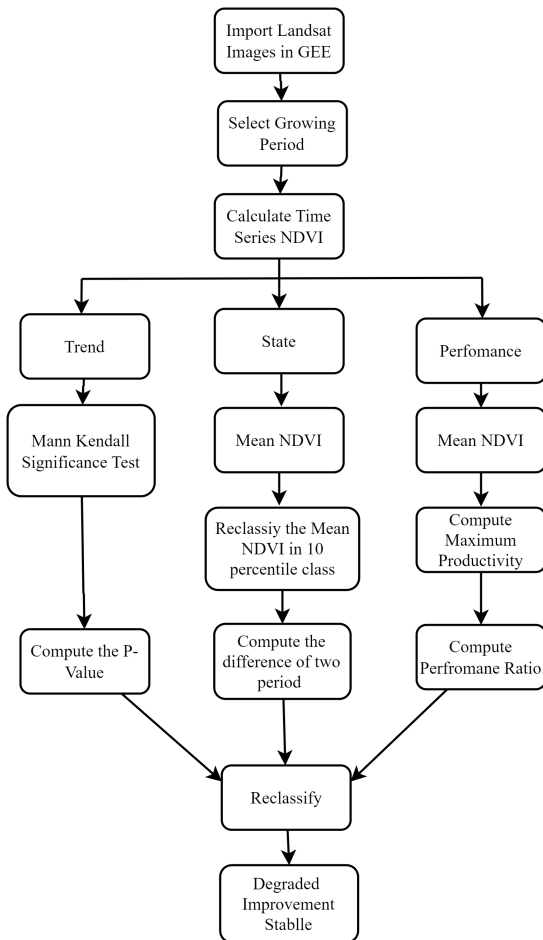 Import Landsat
Images in GEE
Select Growing
Period
Calculate Time
Series NDVI
Trend
State
Perfomance
Mann Kendall
Significance Test
Mean NDVI
Mean NDVI
Reclassiy the Mean
NDVI in 10
percentile class
Compute
Maximum
Productivity
Compute the P-
Value
Compute the
difference of two
period
Compute
Perfromane Ratio
Reclassify
Degraded
Improvement
Stablle